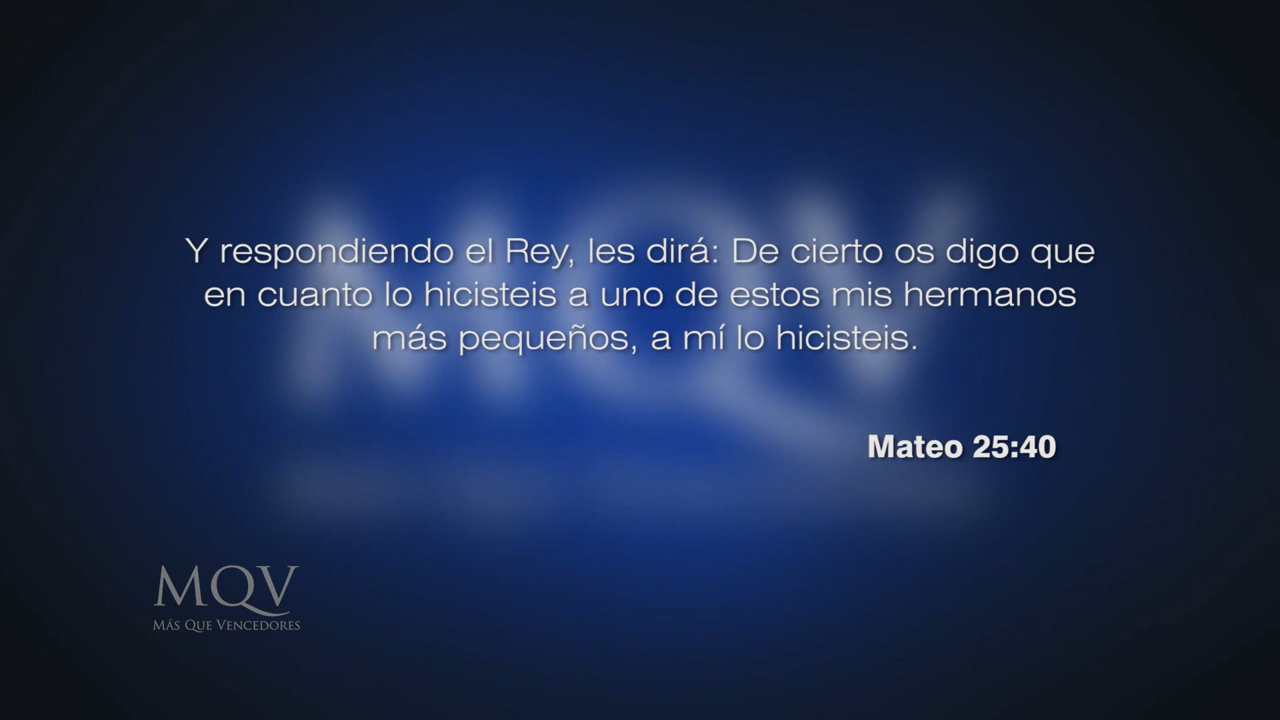 Y respondiendo el Rey, les dirá: De cierto os digo que
en cuanto lo hicisteis a uno de estos mis hermanos
más pequeños, a mí lo hicisteis.
Mateo 25:40
MQV
MÁS QUE VENCEDORES